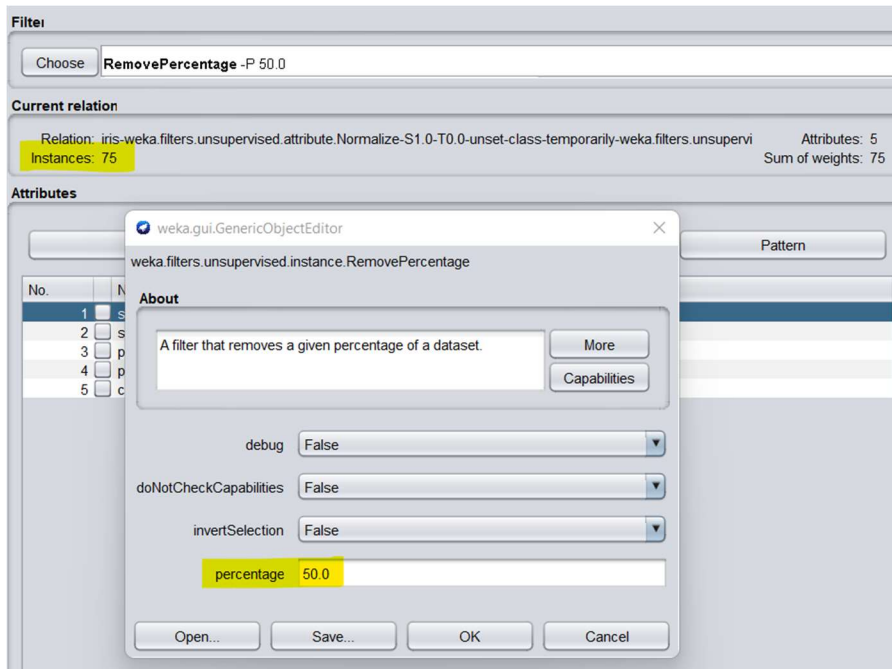 Filter
Choose RemovePercentage -P 50.0
Current relation
Relation: iris-weka.filters.unsupervised.attribute.Normalize-S1.0-T0.0-unset-class-temporarily-weka.filters.unsupervi Attributes: 5
Instances: 75 Sum of weights: 75
Attributes
weka.gui.GenericObjectEditor
Pattern
weka.filters.unsupervised.instance.RemovePercentage
No. N
About
1 s
2 s
3 p
4 p
5 c
A filter that removes a given percentage of a dataset.
More
Capabilities
debug False
doNotCheckCapabilities False
invertSelection False
percentage 50.0
Open... Save... OK Cancel